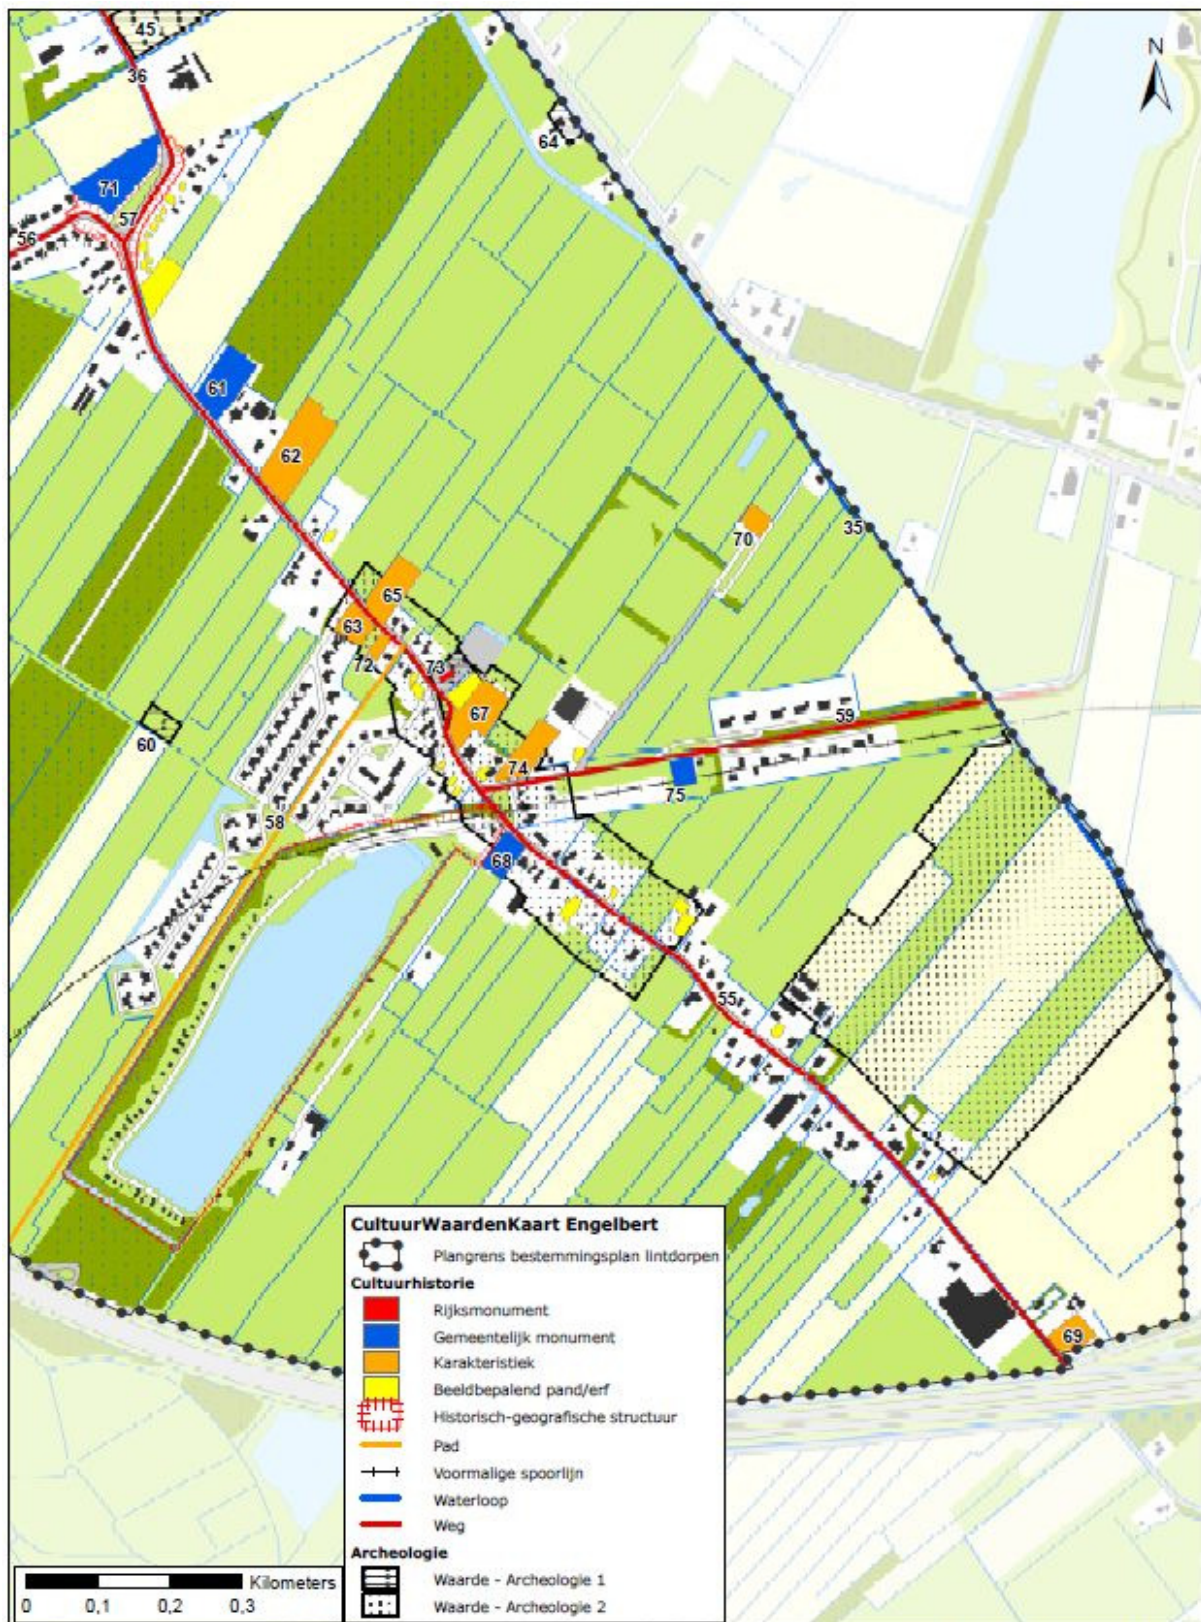 45
36
N
64
71
57
56
61
62
35
70
65
63
72
73
67
59
60
74
75
58
68
55
69
CultuurWaardenKaart Engelbert
Plangrens bestemmingsplan lintdorpen
Cultuurhistorie
Rijksmonument
Gemeentelijk monument
Karakteristiek
Beeldbepalend pand/erf
Historisch-geografische structuur
Pad
Voormalige spoorlijn
Waterloop
Weg
Archeologie
Waarde - Archeologie 1
Waarde - Archeologie 2
Kilometers
0 0,1 0,2 0,3